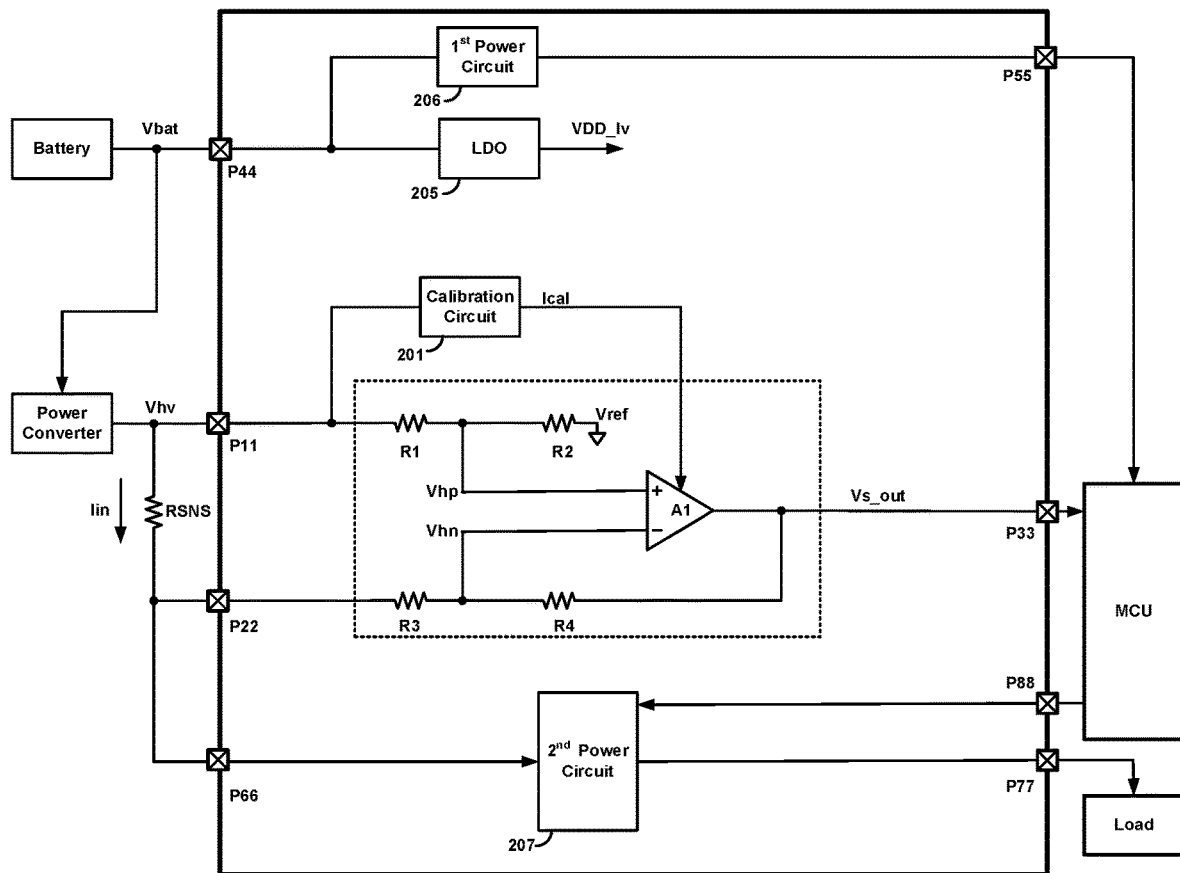 1st Power
Circuit
206
P55
Battery
Vbat
P44
LDO
205
VDD_lv
Calibration
Circuit
201
Ical
Power
Converter
Vhv
P11
R1
R2
Vref
Iin
RSNS
Vhp
Vhn
+
−
A1
Vs_out
P33
P22
R3
R4
MCU
P88
2nd Power
Circuit
207
P66
P77
Load